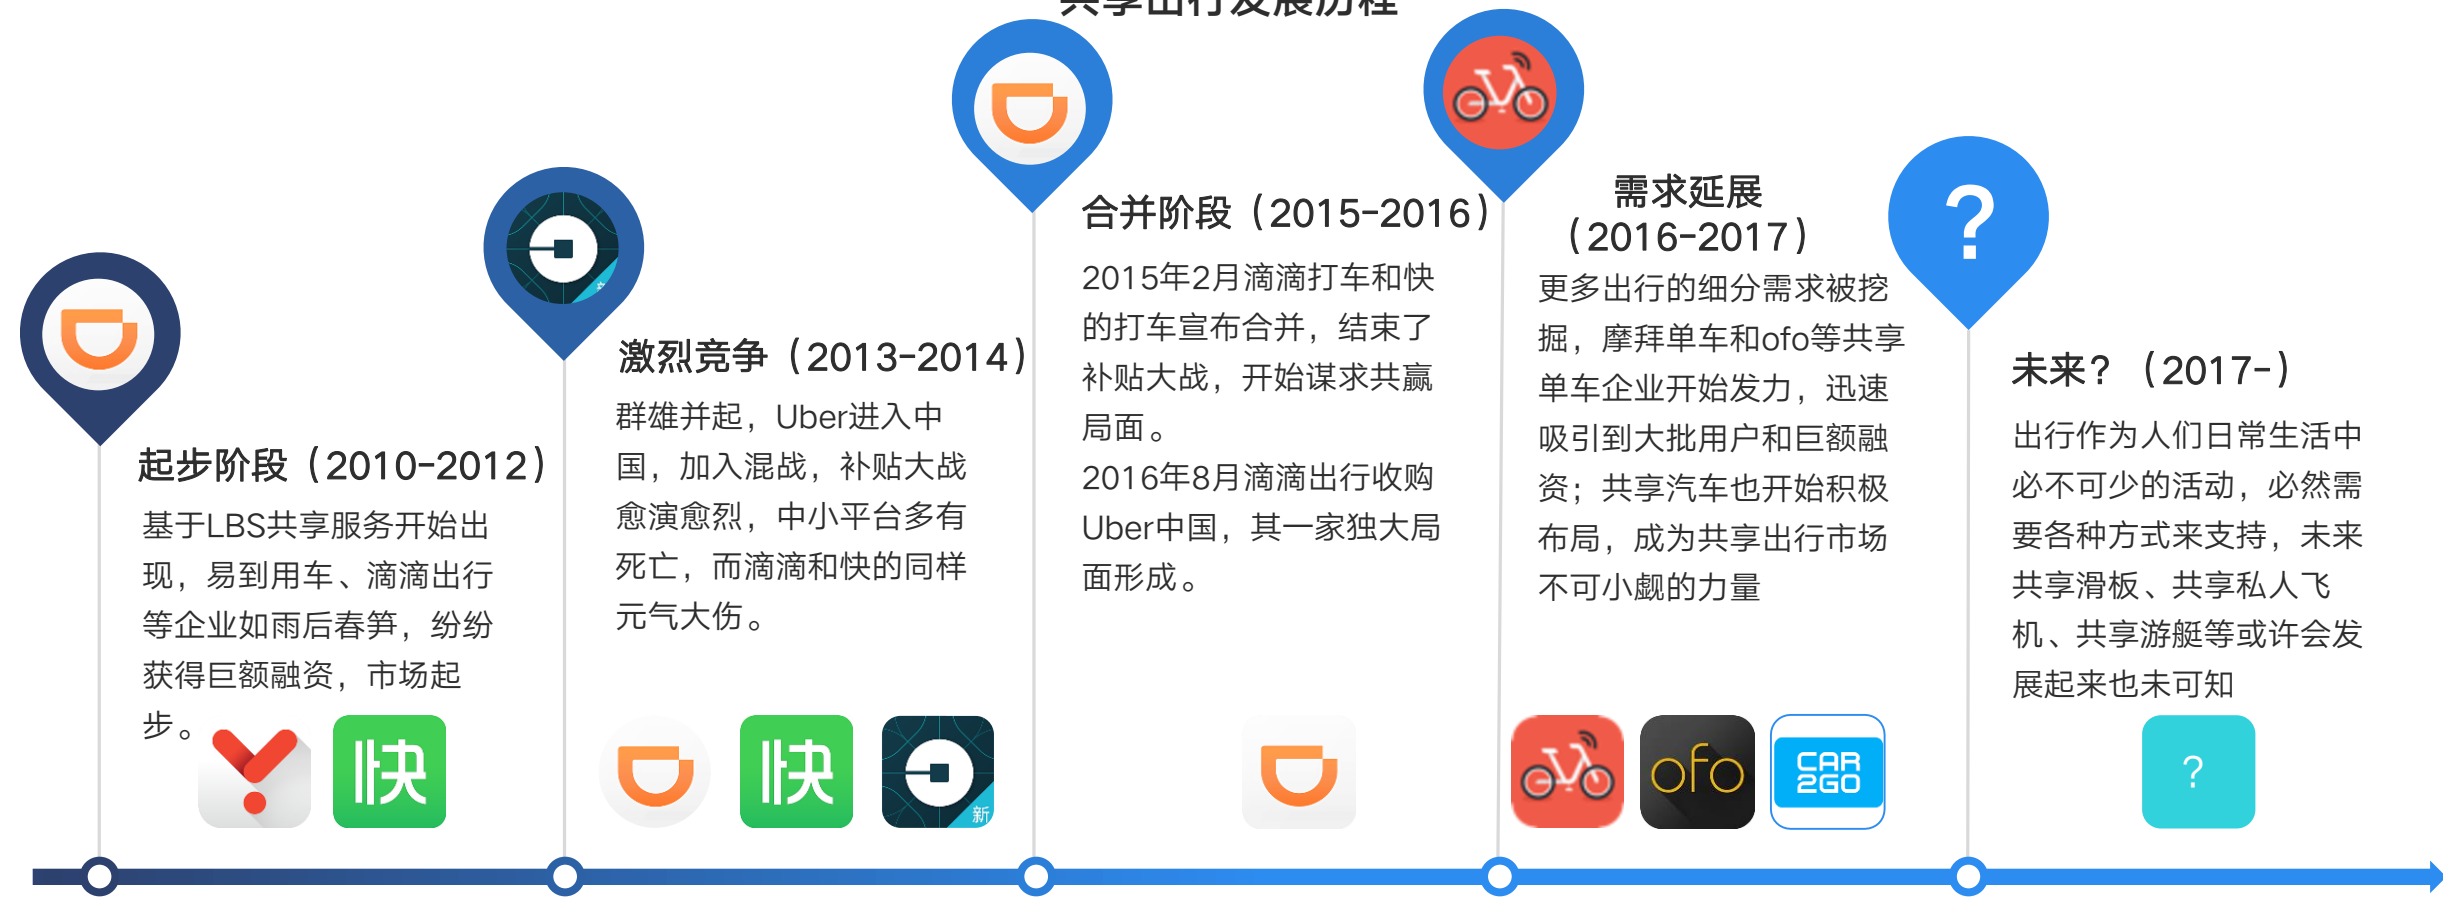 共享出行发展历程
起步阶段（2010-2012）
基于LBS共享服务开始出
现，易到用车、滴滴出行
等企业如雨后春笋，纷纷
获得巨额融资，市场起
步。
快
新
激烈竞争（2013-2014）
群雄并起，Uber进入中
国，加入混战，补贴大战
愈演愈烈，中小平台多有
死亡，而滴滴和快的同样
元气大伤。
快
新
合并阶段（2015-2016）
2015年2月滴滴打车和快
的打车宣布合并，结束了
补贴大战，开始谋求共赢
局面。
2016年8月滴滴出行收购
Uber中国，其一家独大局
面形成。
需求延展
（2016-2017）
更多出行的细分需求被挖
掘，摩拜单车和ofo等共享
单车企业开始发力，迅速
吸引到大批用户和巨额融
资；共享汽车也开始积极
布局，成为共享出行市场
不可小觑的力量
ofo
CAR
2GO
?
未来？（2017-）
出行作为人们日常生活中
必不可少的活动，必然需
要各种方式来支持，未来
共享滑板、共享私人飞
机、共享游艇等或许会发
展起来也未可知
?